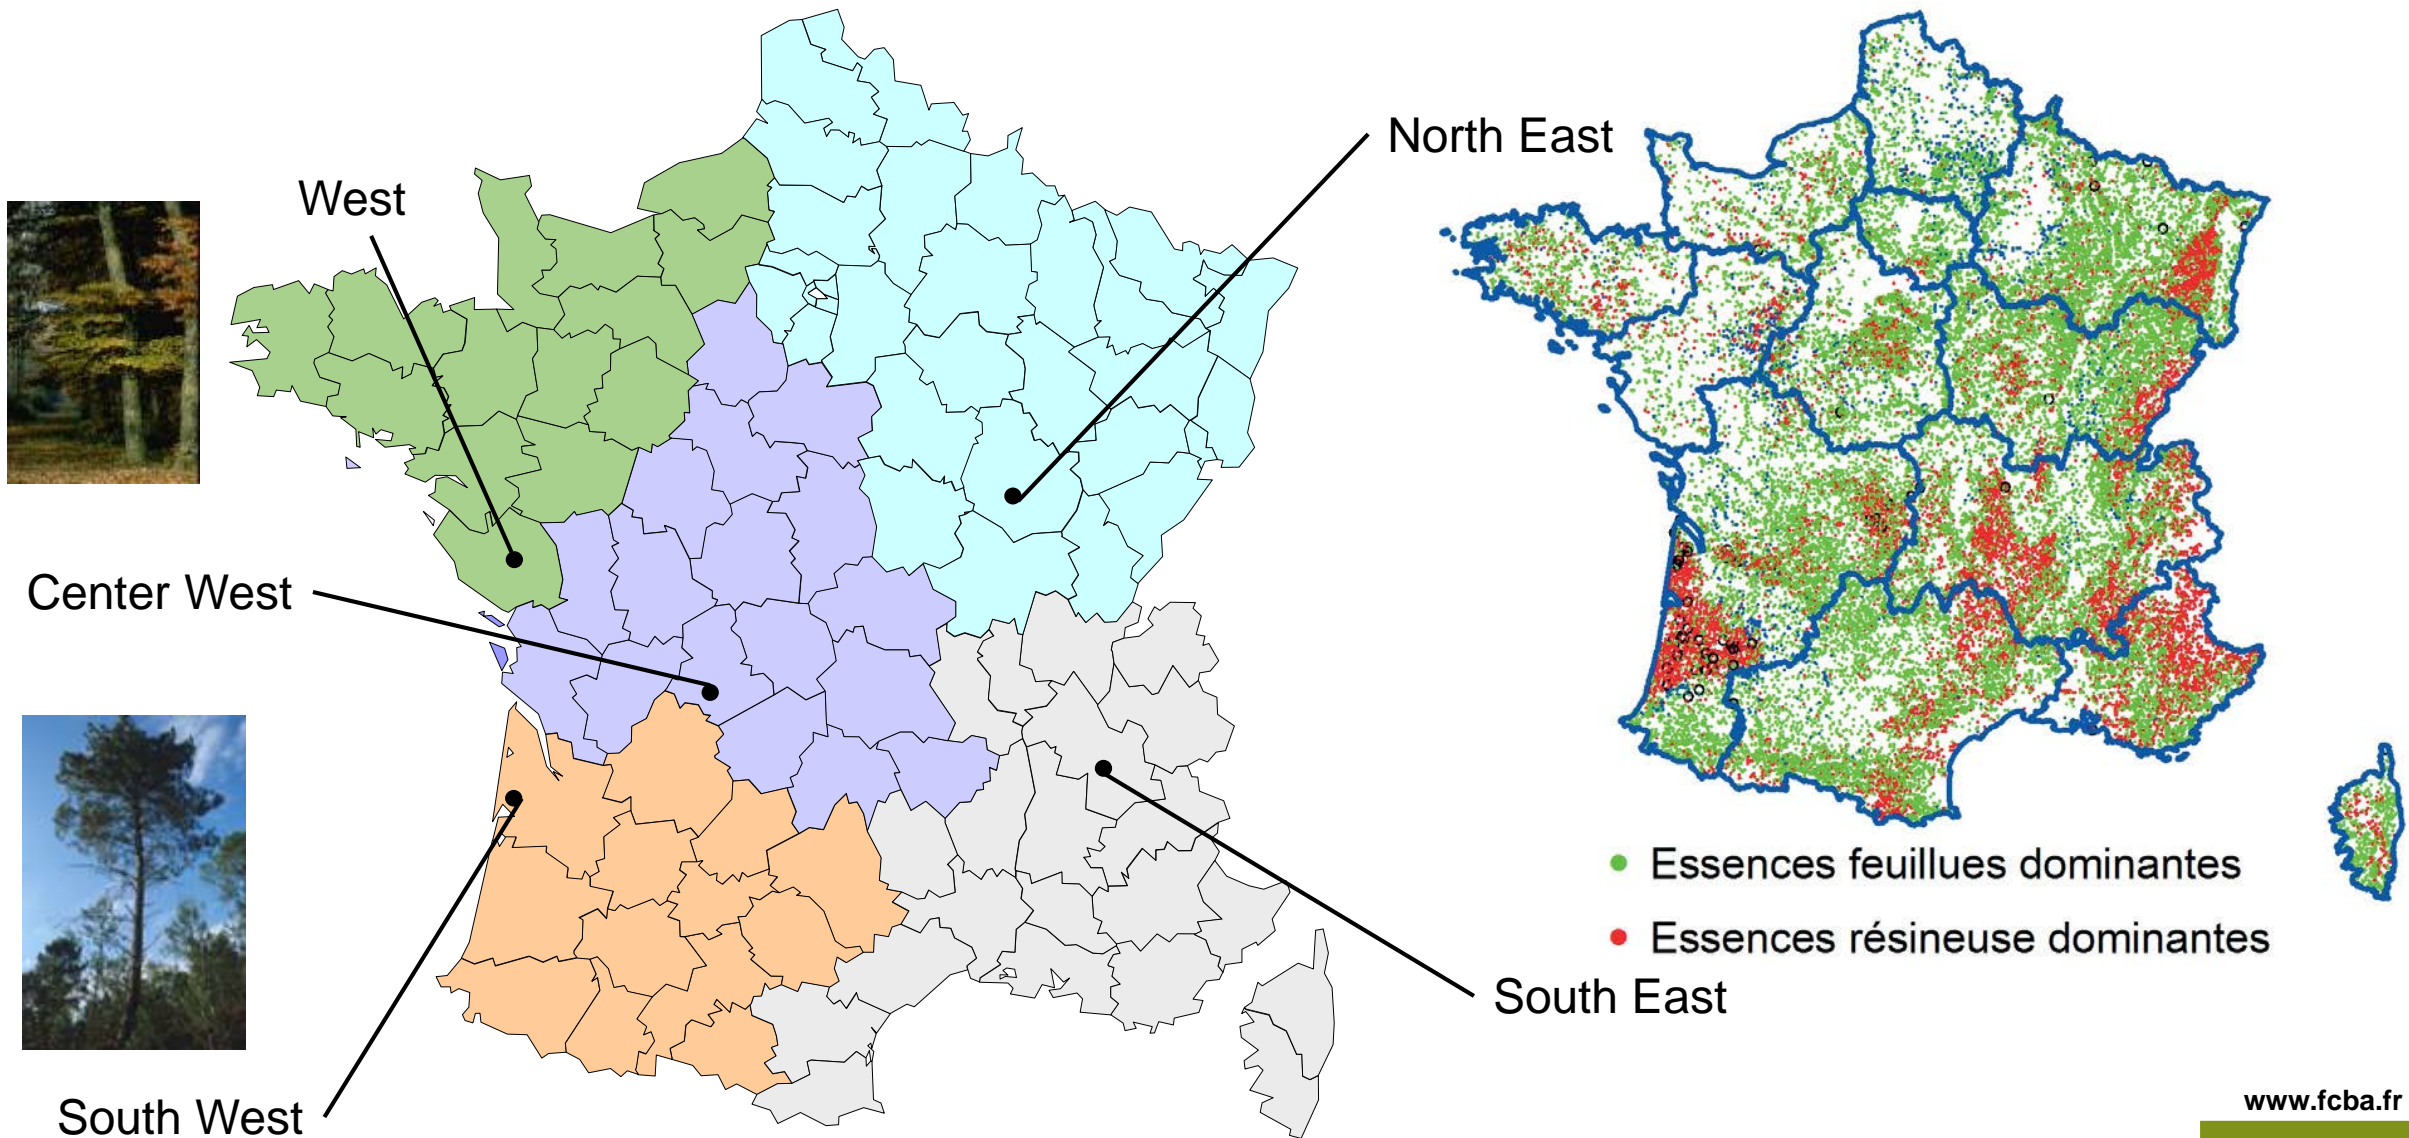 North East
West
Center West
Essences feuillues dominantes
Essences résineuse dominantes
South East
www.fcba.fr
South West